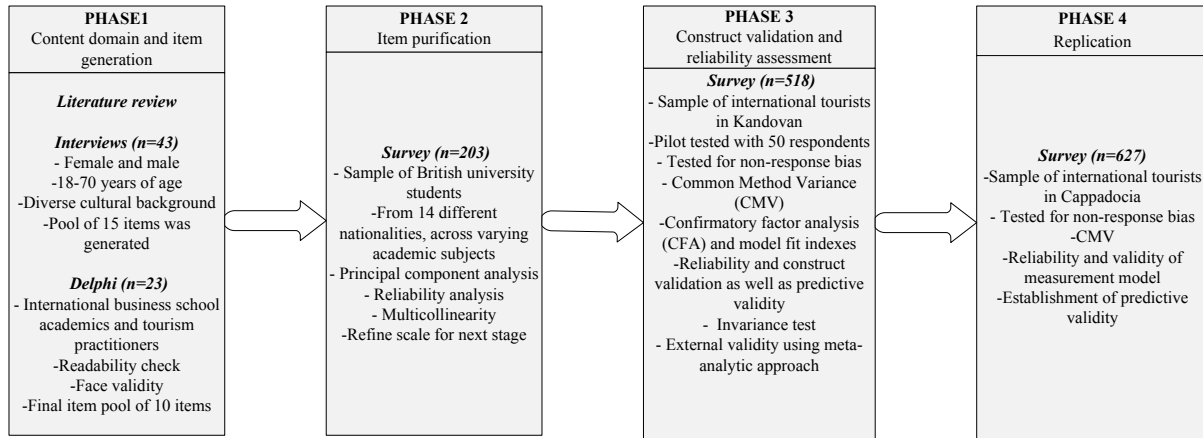 PHASE1
Content domain and item
generation
Literature review
Interviews (n=43)
- Female and male
-18-70 years of age
-Diverse cultural background
-Pool of 15 items was
generated
Delphi (n=23)
- International business school
academics and tourism
practitioners
-Readability check
-Face validity
-Final item pool of 10 items
PHASE 2
Item purification
Survey (n=203)
- Sample of British university
students
-From 14 different
nationalities, across varying
academic subjects
-Principal component analysis
- Reliability analysis
- Multicollinearity
-Refine scale for next stage
PHASE 3
Construct validation and
reliability assessment
Survey (n=518)
- Sample of international tourists
in Kandovan
-Pilot tested with 50 respondents
- Tested for non-response bias
- Common Method Variance
(CMV)
-Confirmatory factor analysis
(CFA) and model fit indexes
-Reliability and construct
validation as well as predictive
validity
- Invariance test
- External validity using meta-
analytic approach
PHASE 4
Replication
Survey (n=627)
-Sample of international tourists
in Cappadocia
- Tested for non-response bias
-CMV
-Reliability and validity of
measurement model
-Establishment of predictive
validity